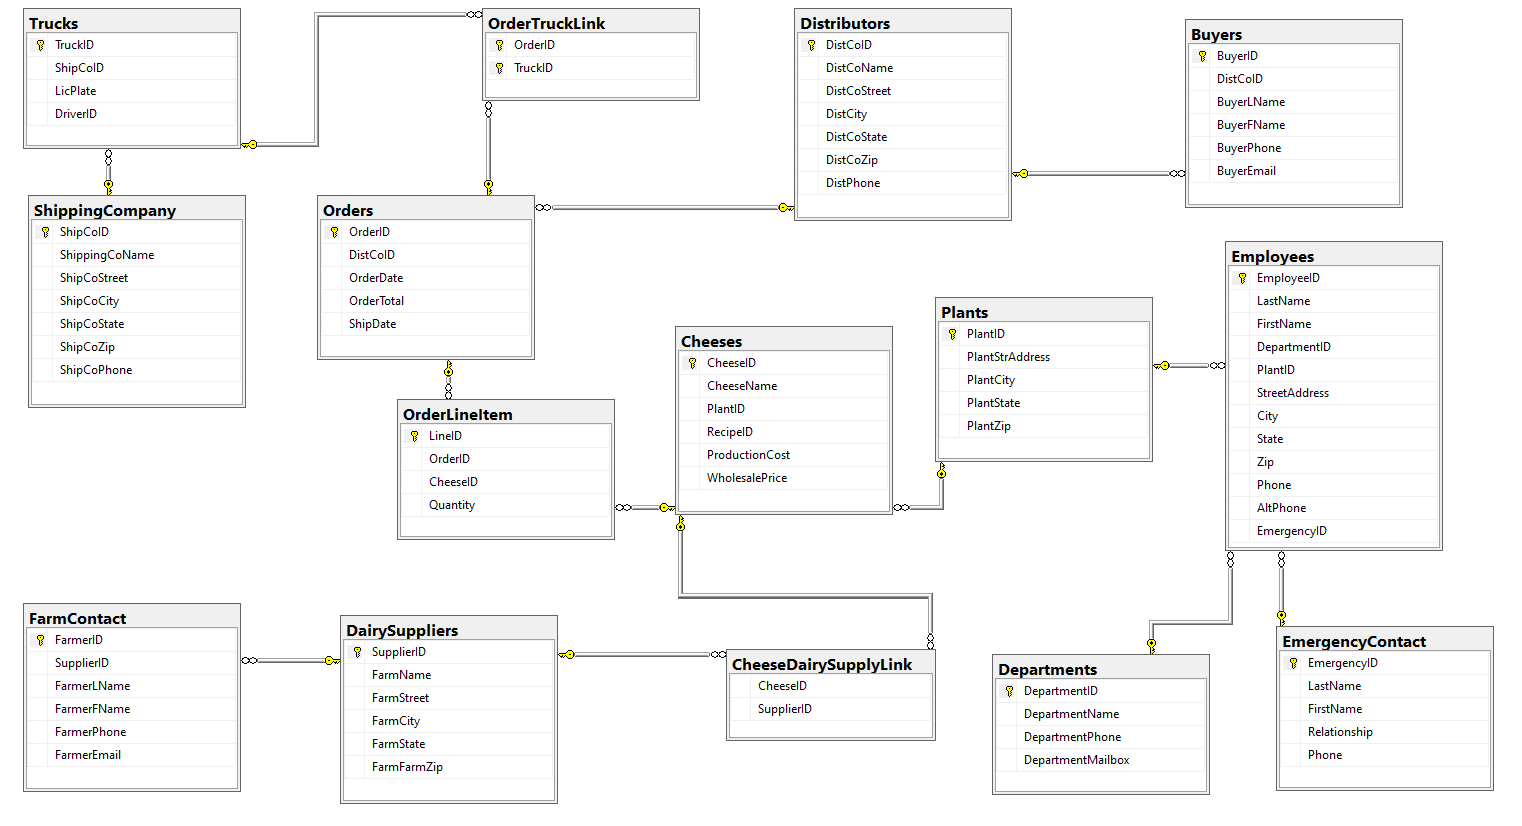 Trucks
TruckID
ShipCoID
LicPlate
DriverID
OrderTruckLink
OrderID
TruckID
Distributors
DistCoID
DistCoName
DistCoStreet
DistCity
DistCoState
DistCoZip
DistPhone
Buyers
BuyerID
DistCoID
BuyerLName
BuyerFName
BuyerPhone
BuyerEmail
ShippingCompany
ShipCoID
ShippingCoName
ShipCoStreet
ShipCoCity
ShipCoState
ShipCoZip
ShipCoPhone
Orders
OrderID
DistCoID
OrderDate
OrderTotal
ShipDate
Employees
EmployeeID
LastName
FirstName
DepartmentID
PlantID
StreetAddress
City
State
Zip
Phone
AltPhone
EmergencyID
Plants
PlantID
PlantStrAddress
PlantCity
PlantState
PlantZip
Cheeses
CheeseID
CheeseName
PlantID
RecipeID
ProductionCost
WholesalePrice
OrderLineItem
LineID
OrderID
CheeseID
Quantity
FarmContact
FarmerID
SupplierID
FarmerLName
FarmerFName
FarmerPhone
FarmerEmail
DairySuppliers
SupplierID
FarmName
FarmStreet
FarmCity
FarmState
FarmFarmZip
CheeseDairySupplyLink
CheeseID
SupplierID
Departments
DepartmentID
DepartmentName
DepartmentPhone
DepartmentMailbox
EmergencyContact
EmergencyID
LastName
FirstName
Relationship
Phone